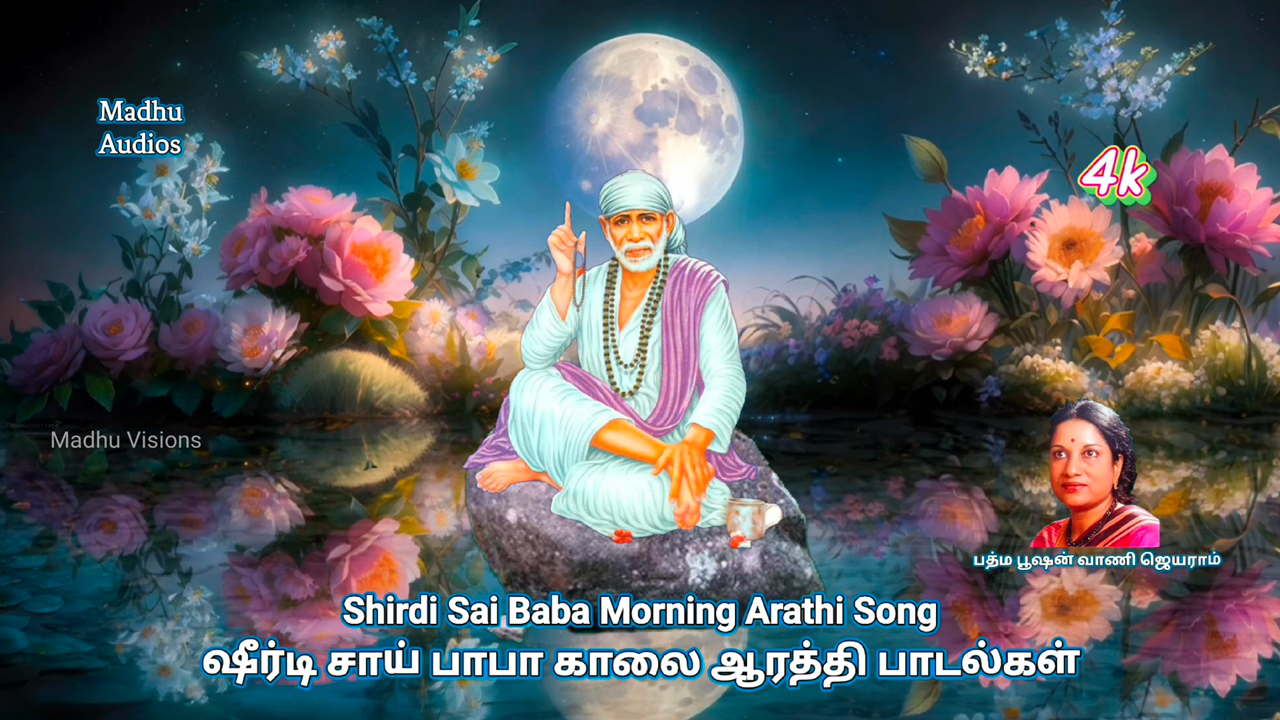 Madhu
Audios
4k
Madhu Visions
பத்ம பூஷன் வாணி ஜெயராம்
Shirdi Sai Baba Morning Arathi Song
ஷீர்டி சாய் பாபா காலை ஆரத்தி பாடல்கள்